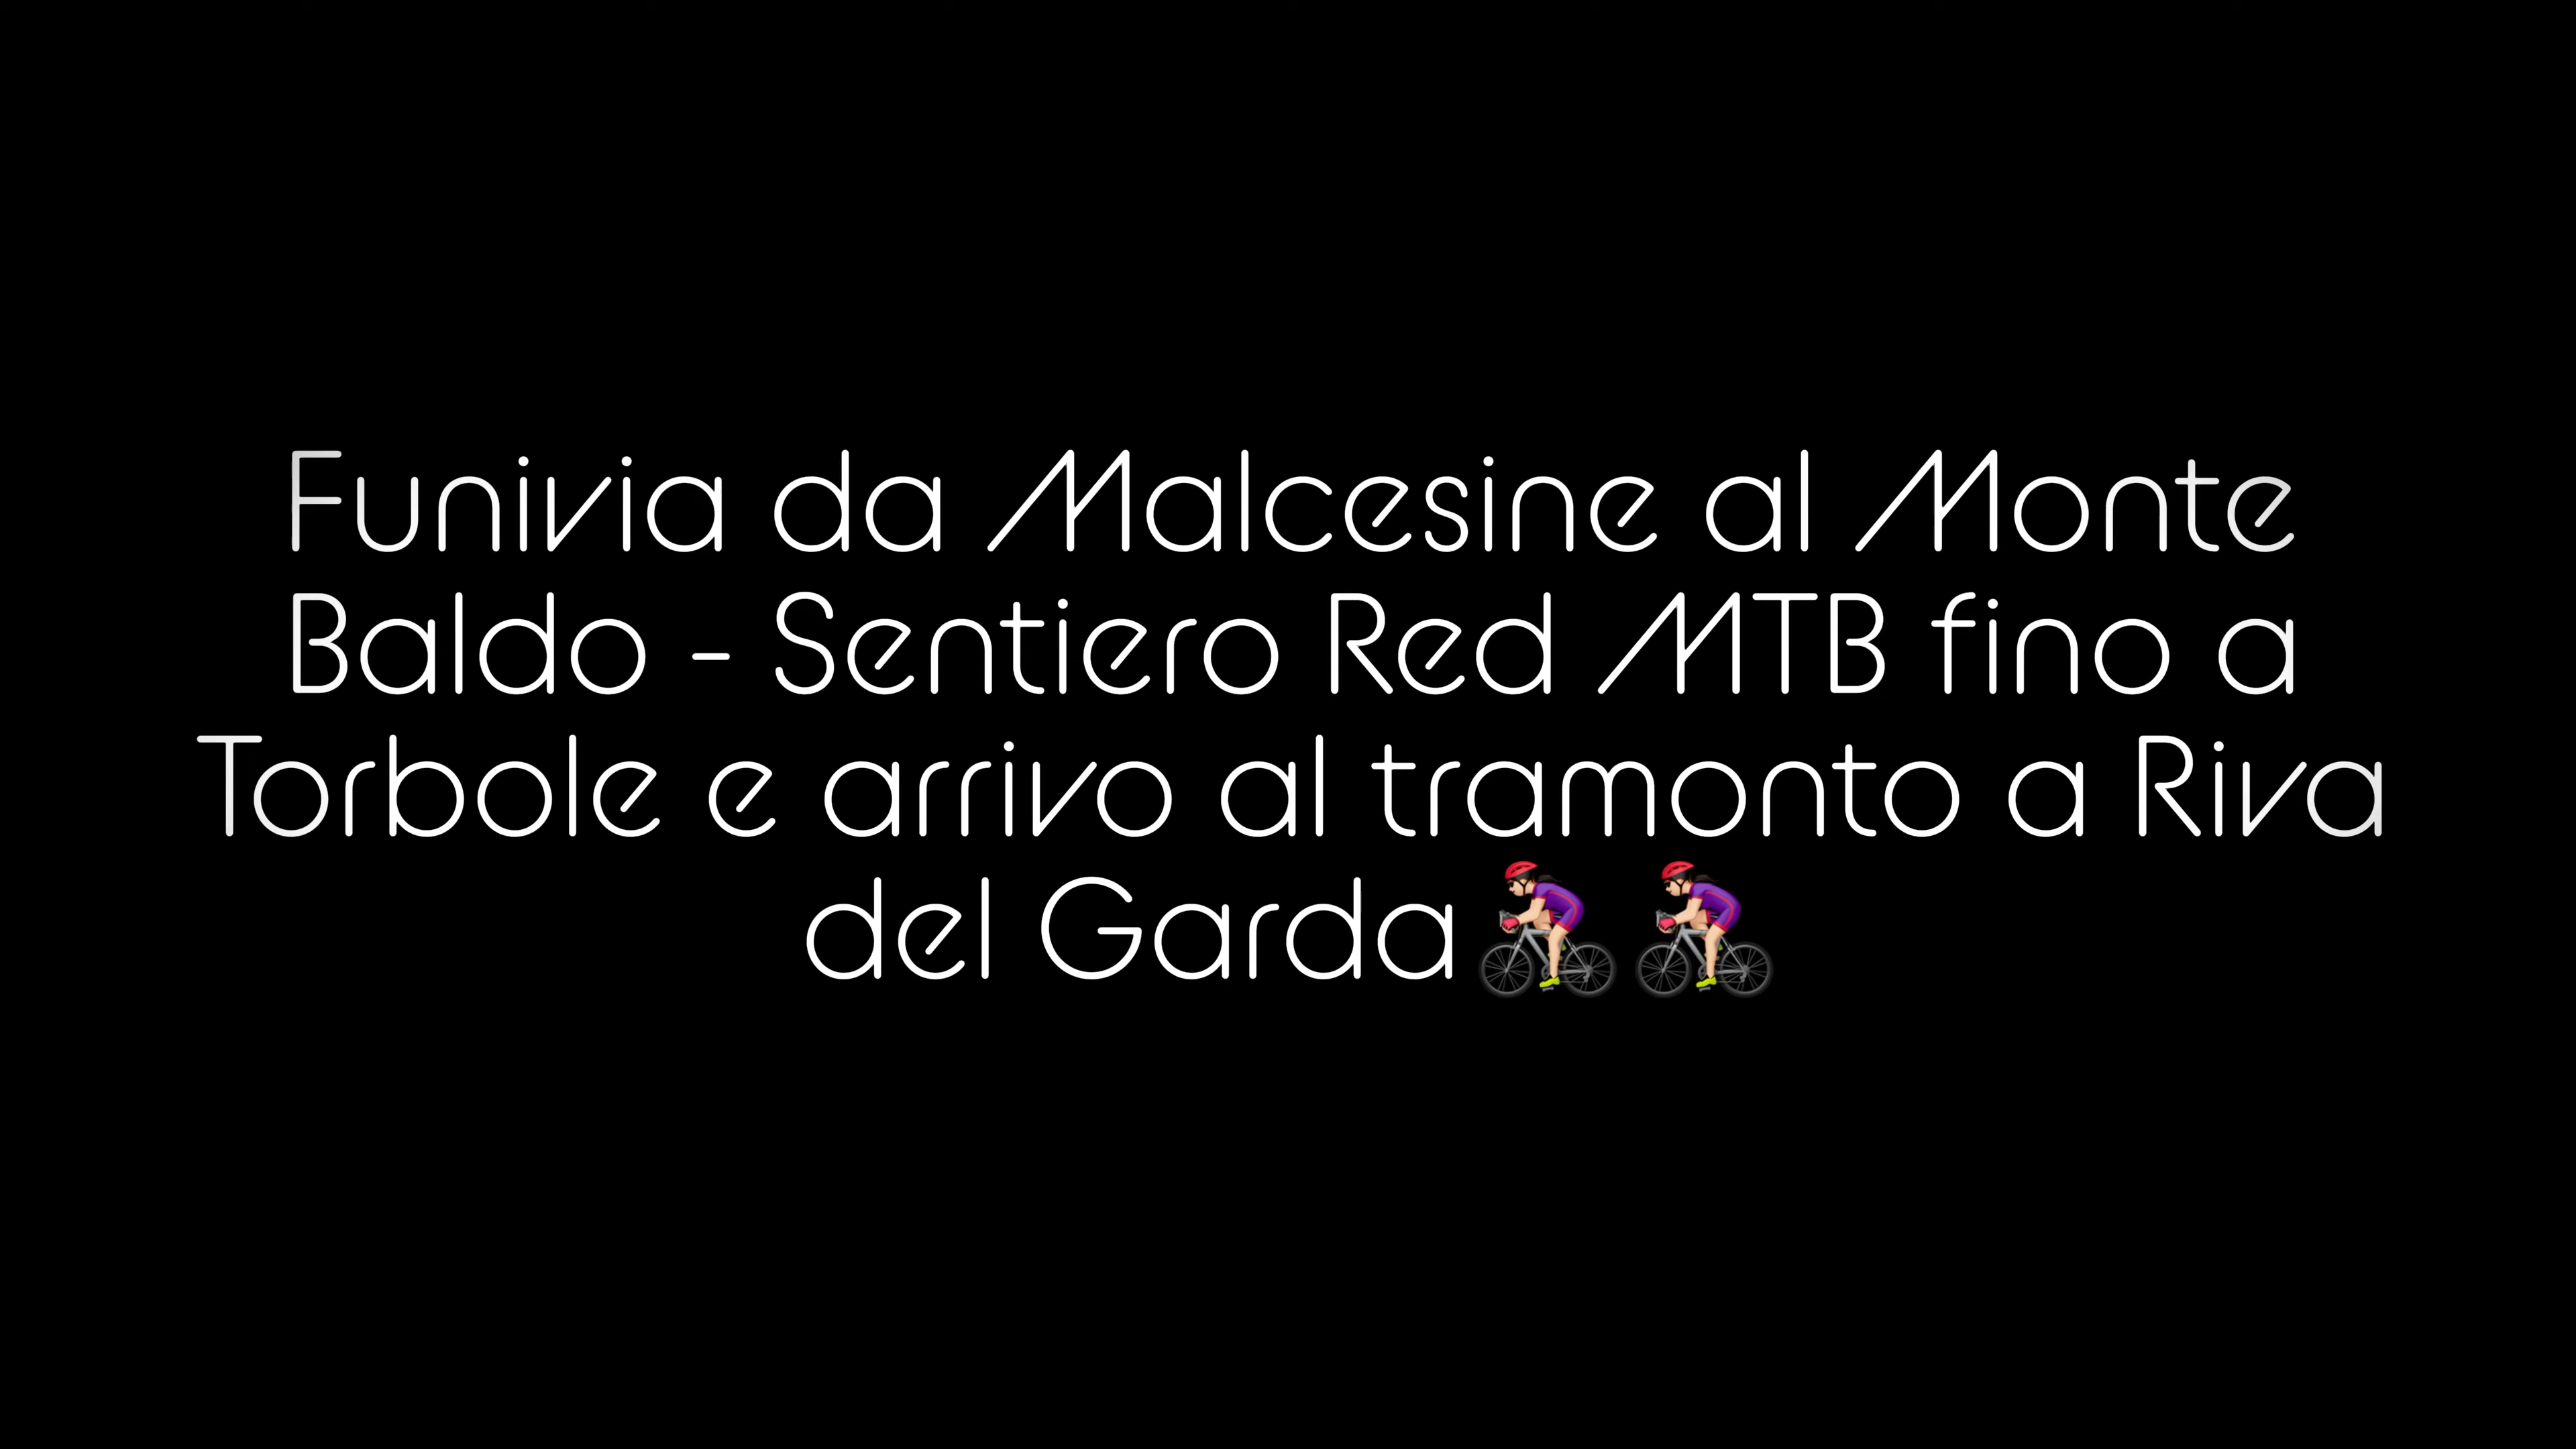 Funivia da Malcesine al Monte
Baldo - Sentiero Red MTB fino a
Torbole e arrivo al tramonto a Riva
del Garda🚴🏻‍♀️🚴🏻‍♀️